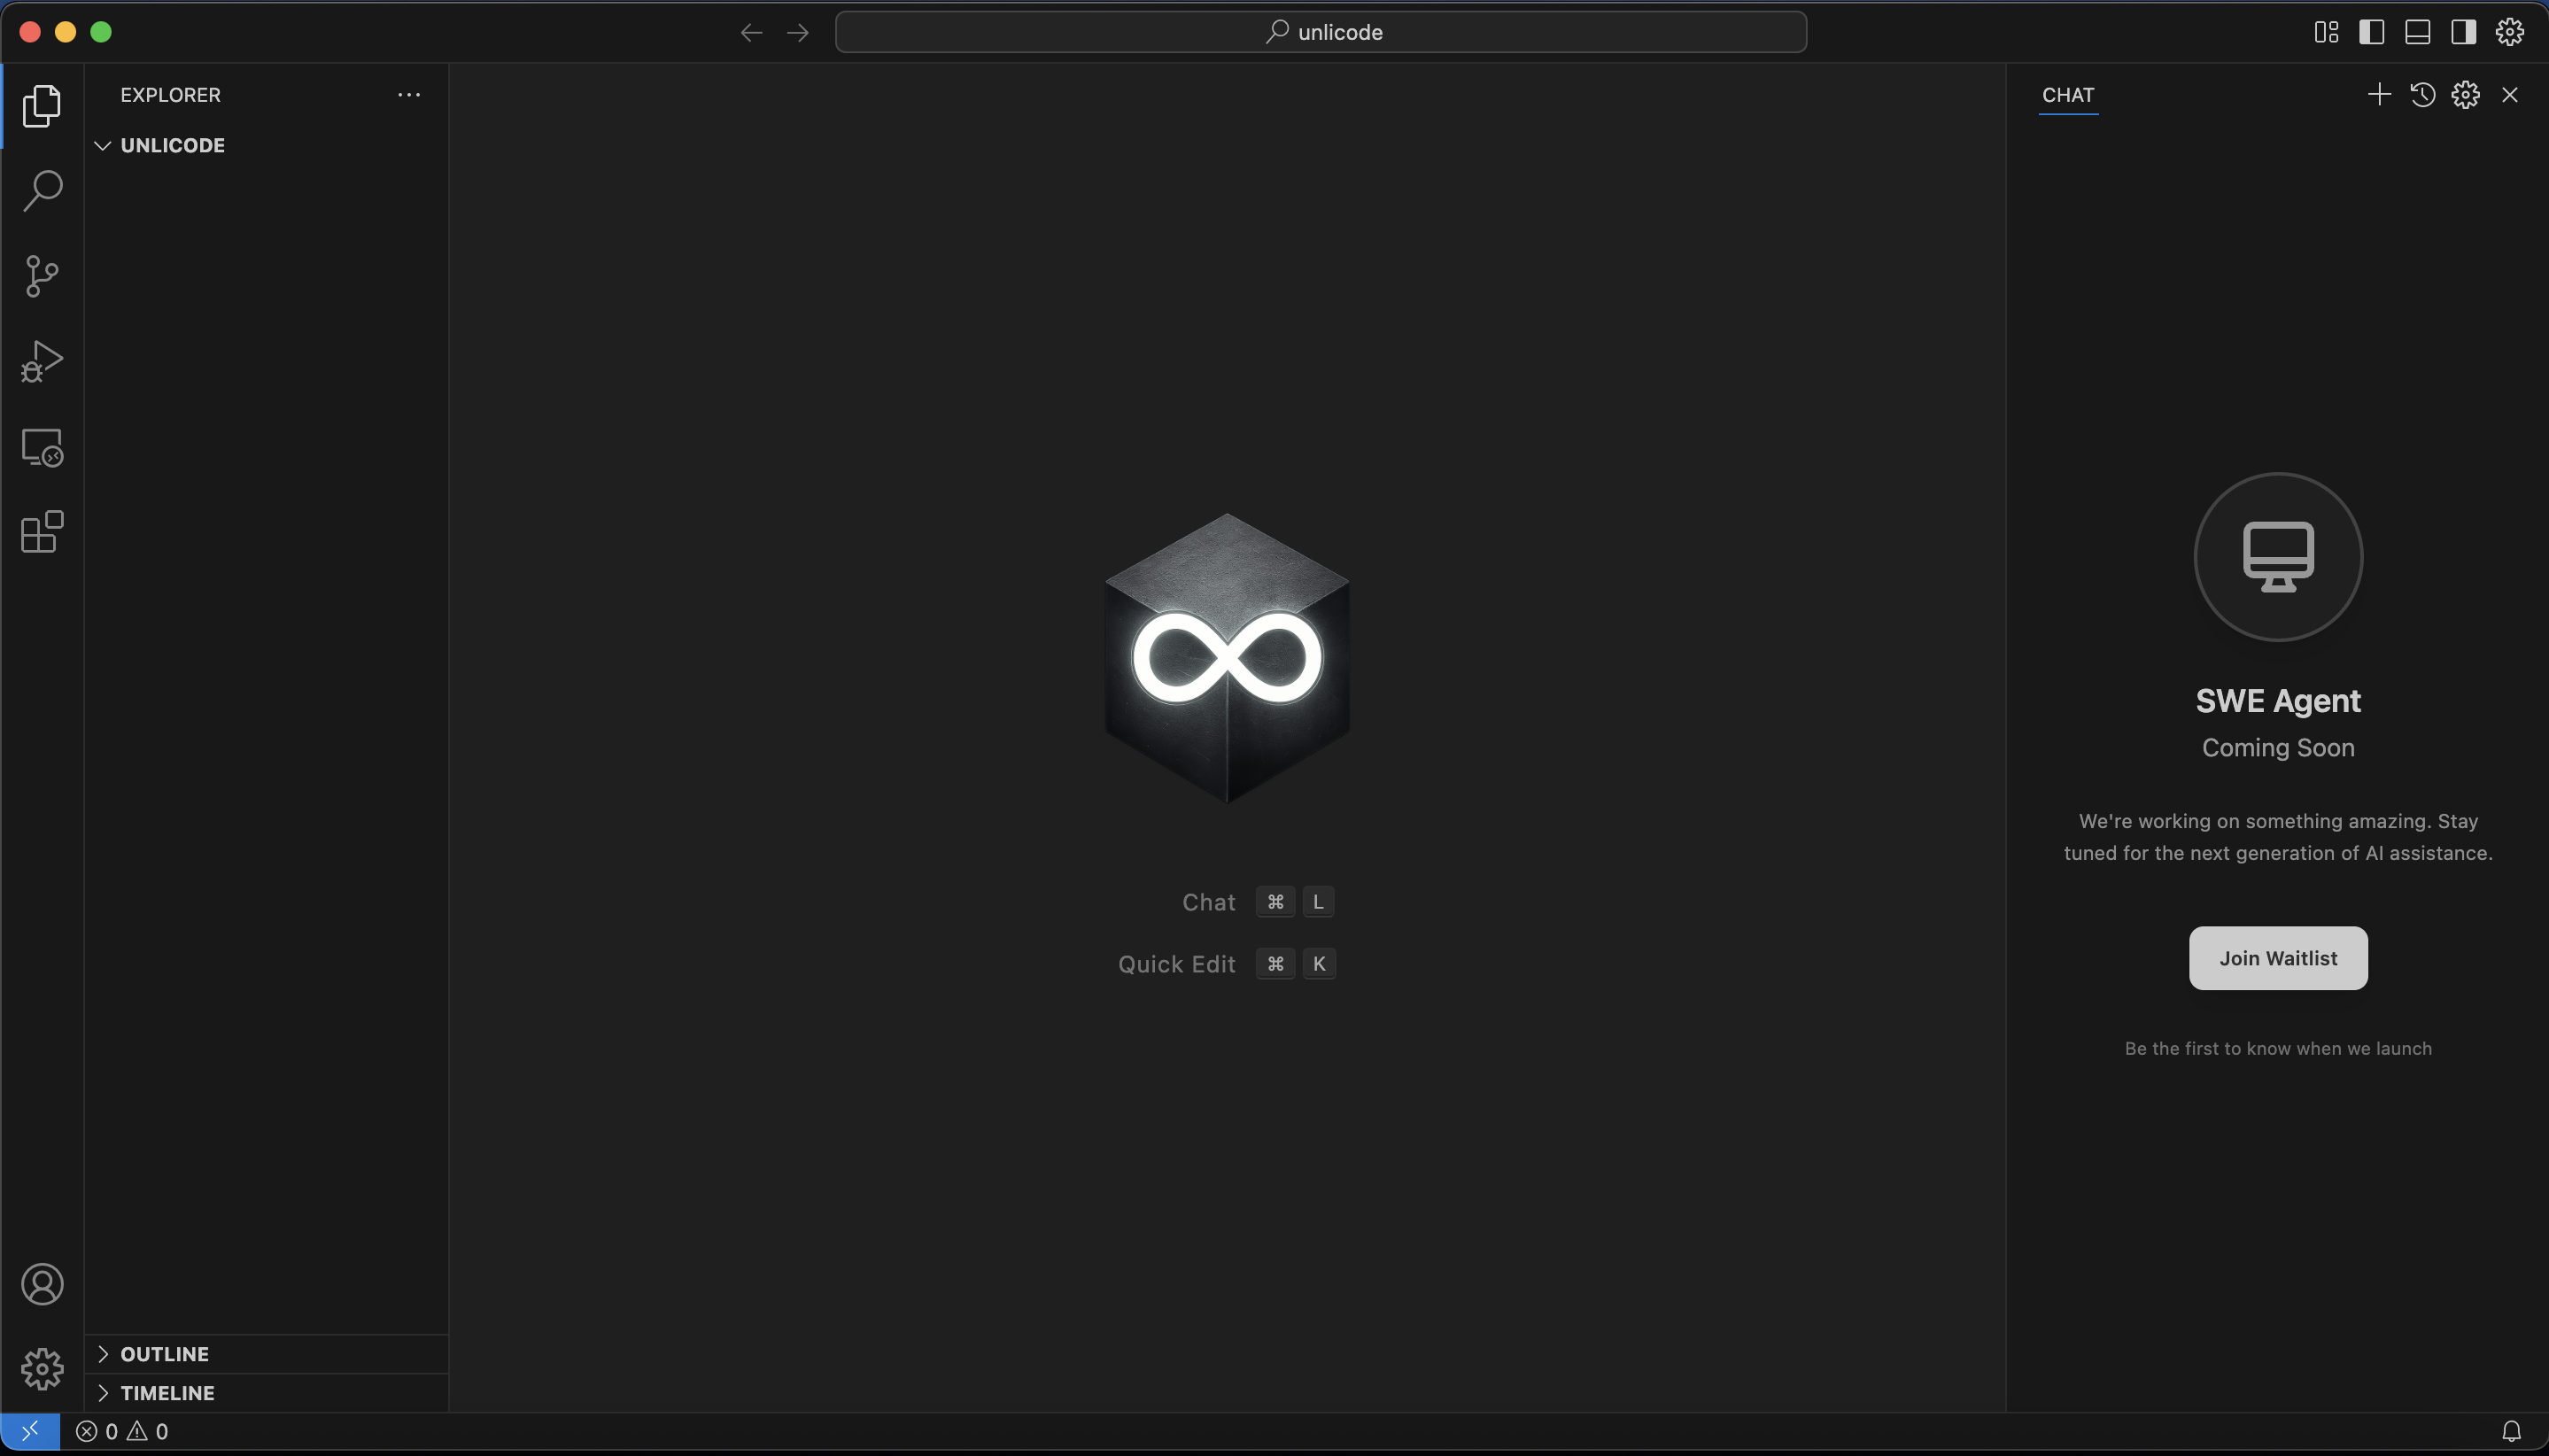 unlicode
EXPLORER
UNLICODE
CHAT
Chat ⌘ L
Quick Edit ⌘ K
SWE Agent
Coming Soon
We're working on something amazing. Stay
tuned for the next generation of AI assistance.
Join Waitlist
Be the first to know when we launch
OUTLINE
TIMELINE
0 0